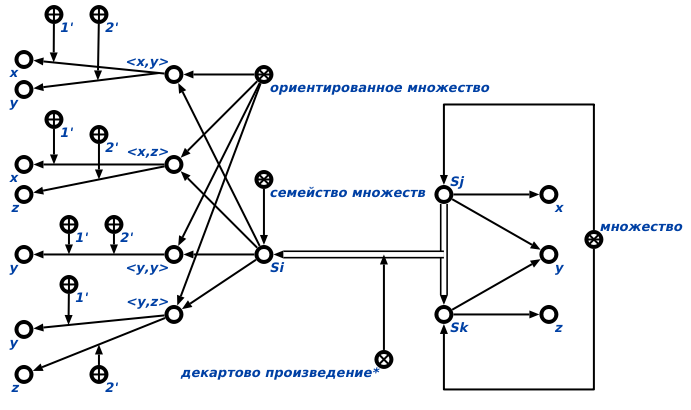 1'
2'
<x,y>
x
y
ориентированное множество
1'
2'
<x,z>
x
z
семейство множеств
Sj
x
1'
2'
y
<y,y>
Si
y
множество
1'
<y,z>
y
Sk
z
декартово произведение*
z
2'